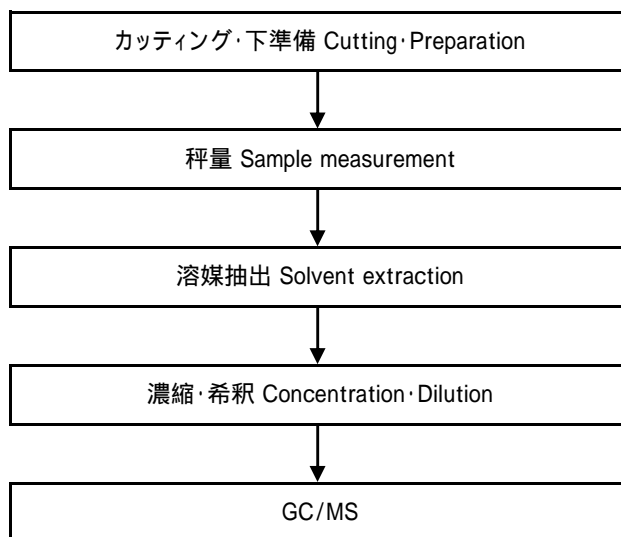 カッティング・下準備 Cutting・Preparation
秤量 Sample measurement
溶媒抽出 Solvent extraction
濃縮・希釈 Concentration・Dilution
GC/MS